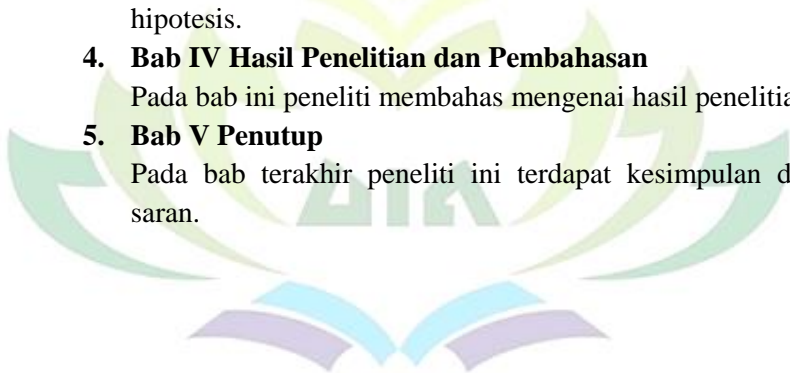 hipotesis.
4. Bab IV Hasil Penelitian dan Pembahasan
Pada bab ini peneliti membahas mengenai hasil
5. Bab V Penutup
Pada bab terakhir peneliti ini terdapat kesimpulan
saran.